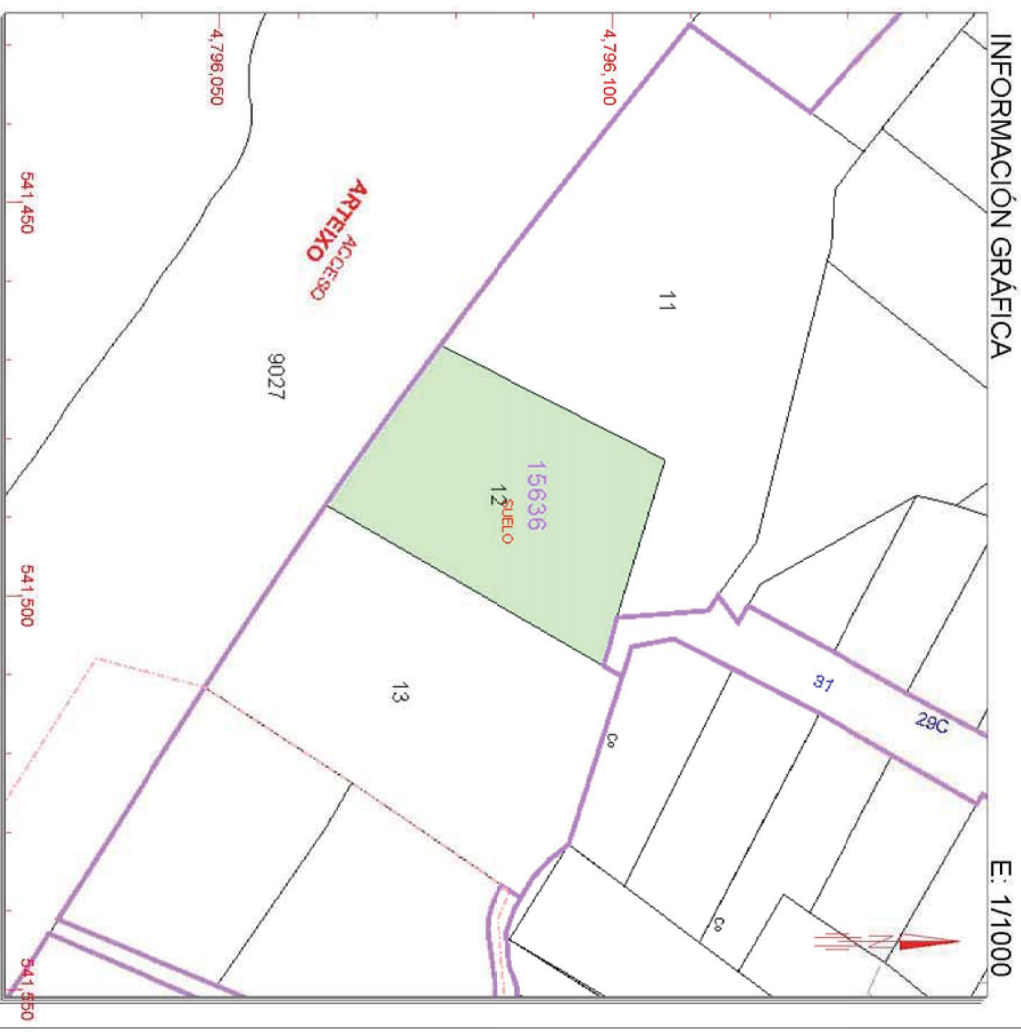 INFORMACIÓN GRÁFICA
E: 1/1000
4,796,100
4,796,050
541,450
541,500
541,550
11
15636
12
SUELO
13
ACCESO
ARTEIXO
9027
31
29C
Co
Co
N